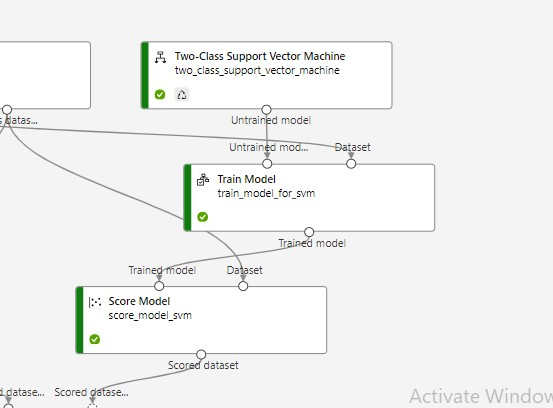 Two-Class Support Vector Machine
two_class_support_vector_machine
s datas...
Untrained model
Untrained mod...
Dataset
Train Model
train_model_for_svm
Trained model
Trained model
Dataset
Score Model
score_model_svm
Scored dataset
d datase...
Scored datase...
Activate Window